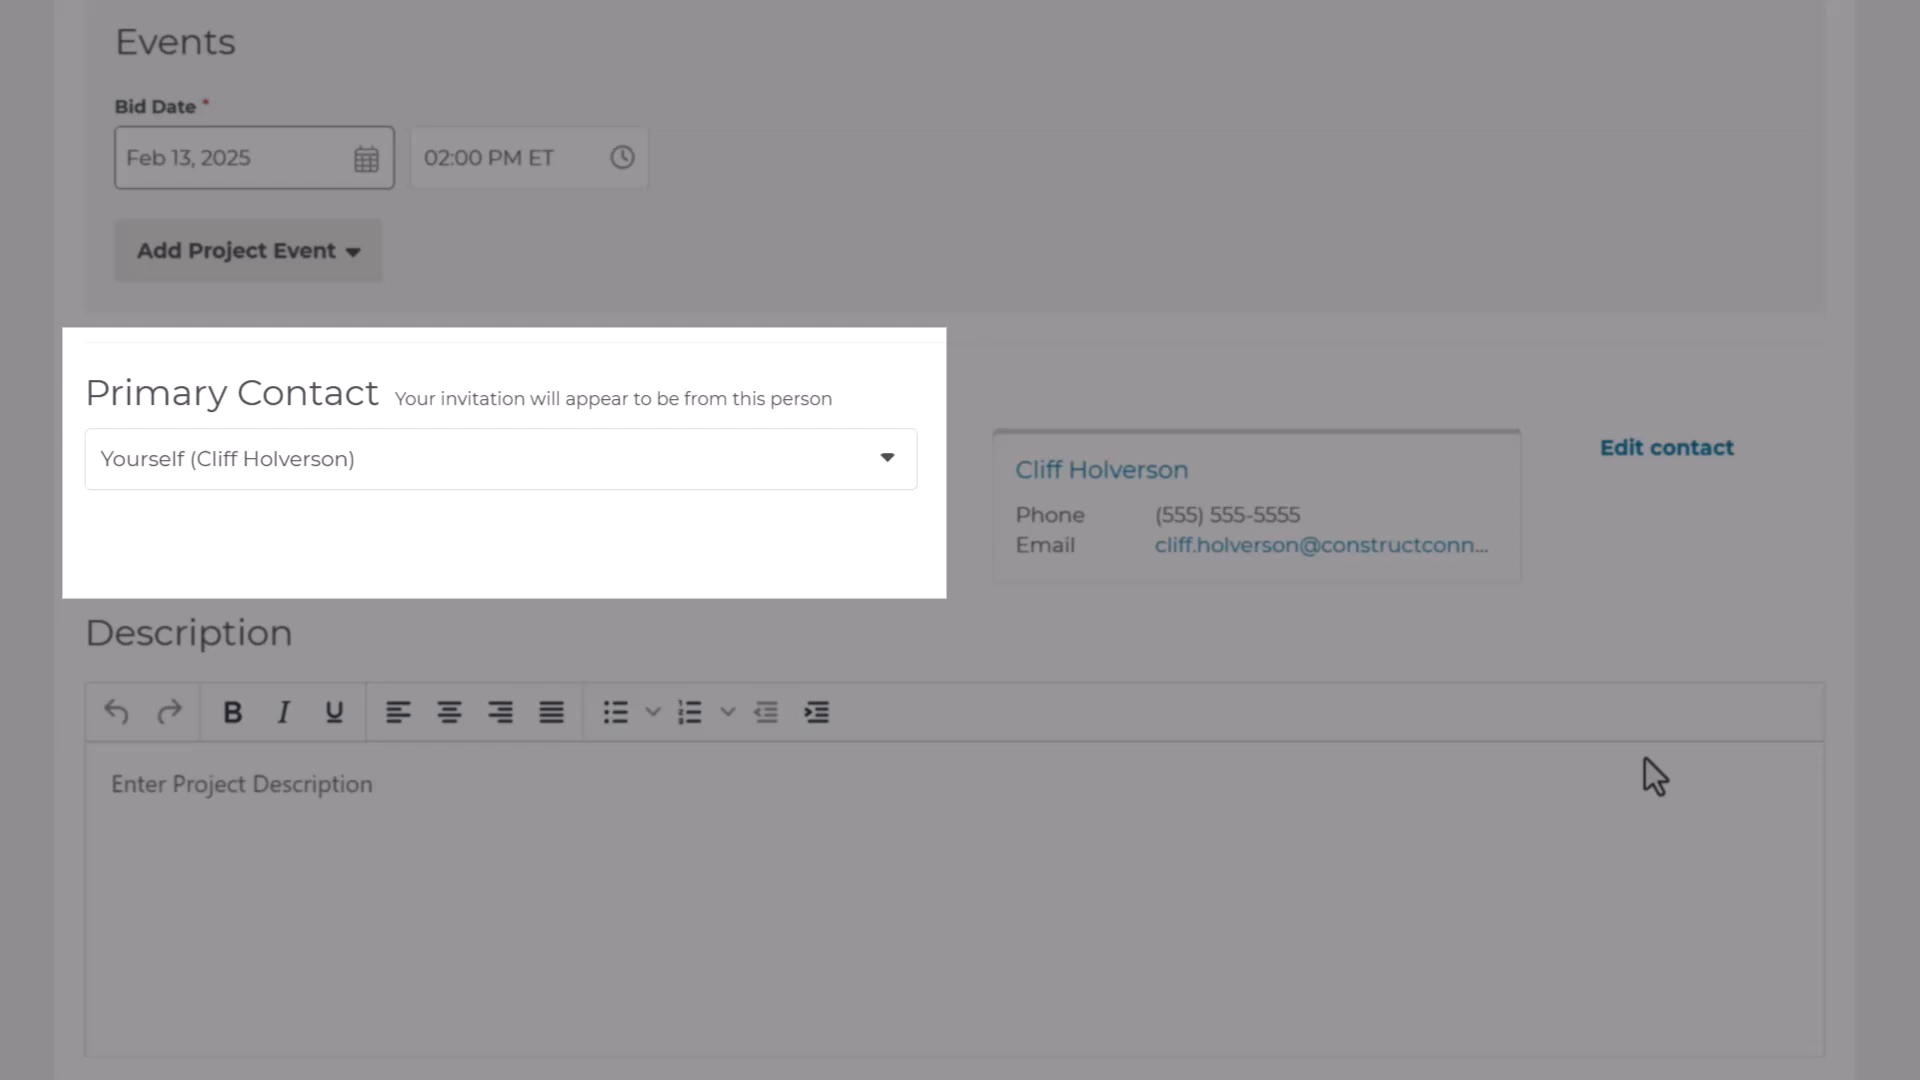 Events
Bid Date *
Feb 13, 2025
02:00 PM ET
Add Project Event
Primary Contact Your invitation will appear to be from this person
Yourself (Cliff Holverson)
Edit contact
Cliff Holverson
Phone (555) 555-5555
Email cliff.holverson@constructconn...
Description
B I U
Enter Project Description